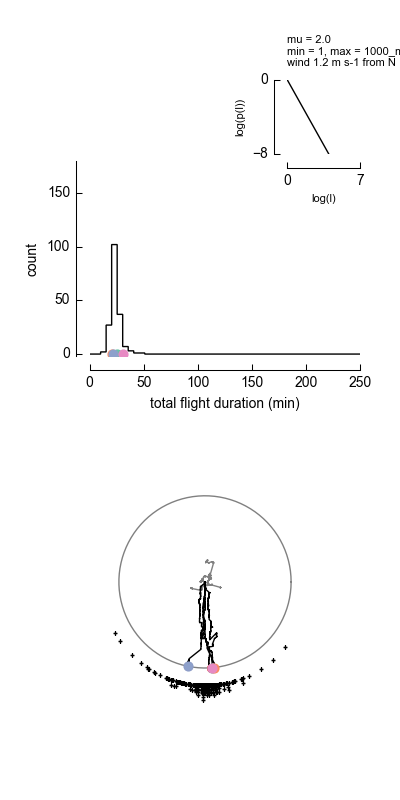 mu = 2.0
min = 1, max = 1000_m
wind 1.2 m s-1 from N
0
log(p(l))
−8
0
7
log(l)
150
100
50
0
count
0
50
100
150
200
250
total flight duration (min)